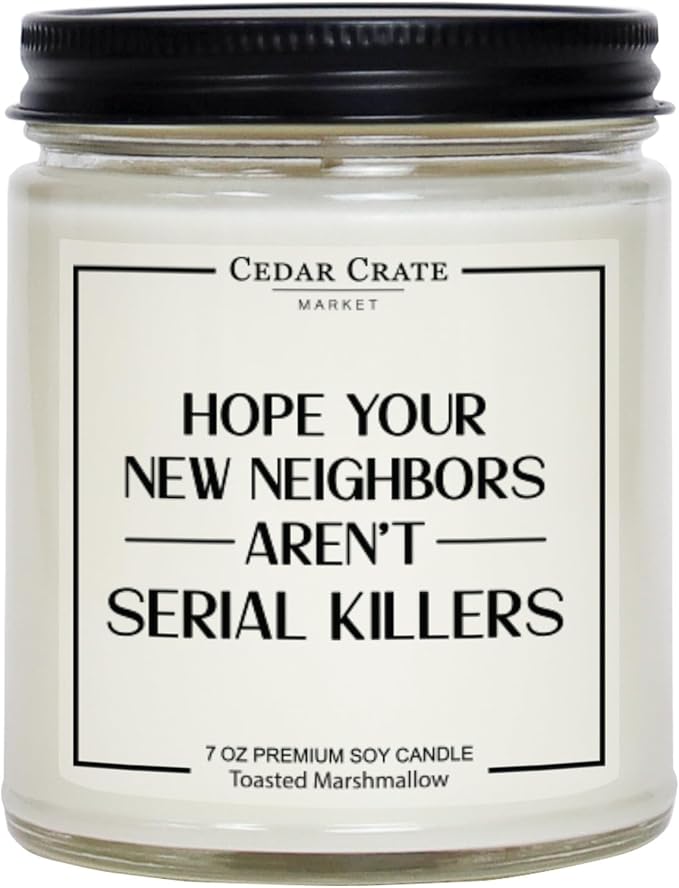 CEDAR CRATE
MARKET
HOPE YOUR
NEW NEIGHBORS
AREN'T
SERIAL KILLERS
7 OZ PREMIUM SOY CANDLE
Toasted Marshmallow